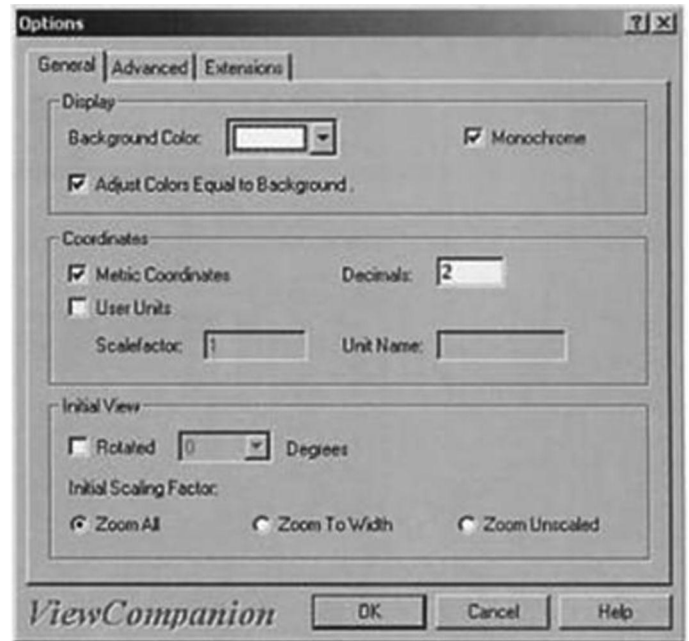 Options
General Advanced Extensions
Display
Background Color:
Monochrome
Adjust Colors Equal to Background .
Coordinates
Metric Coordinates Decimals: 2
User Units
Scalefactor: 1 Unit Name:
Initial View
Rotated 0 Degrees
Initial Scaling Factor:
Zoom All Zoom To Width Zoom Unscaled
ViewCompanion OK Cancel Help